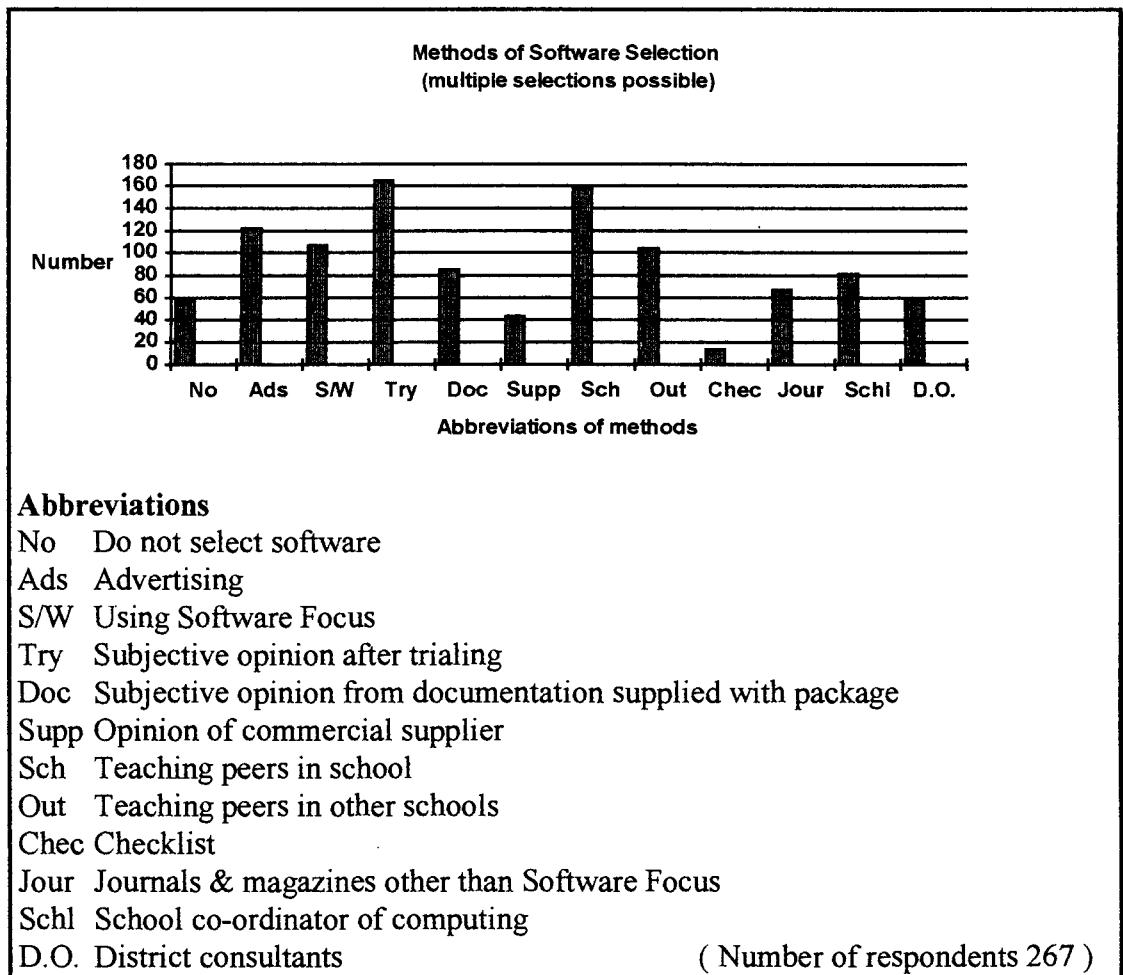 Methods of Software Selection
(multiple selections possible)
180
160
140
120
100
80
60
40
20
0
Number
No Ads S/W Try Doc Supp Sch Out Chec Jour Schl D.O.
Abbreviations of methods
Abbreviations
No Do not select software
Ads Advertising
S/W Using Software Focus
Try Subjective opinion after trialing
Doc Subjective opinion from documentation supplied with package
Supp Opinion of commercial supplier
Sch Teaching peers in school
Out Teaching peers in other schools
Chec Checklist
Jour Journals & magazines other than Software Focus
Schl School co-ordinator of computing
D.O. District consultants ( Number of respondents 267 )